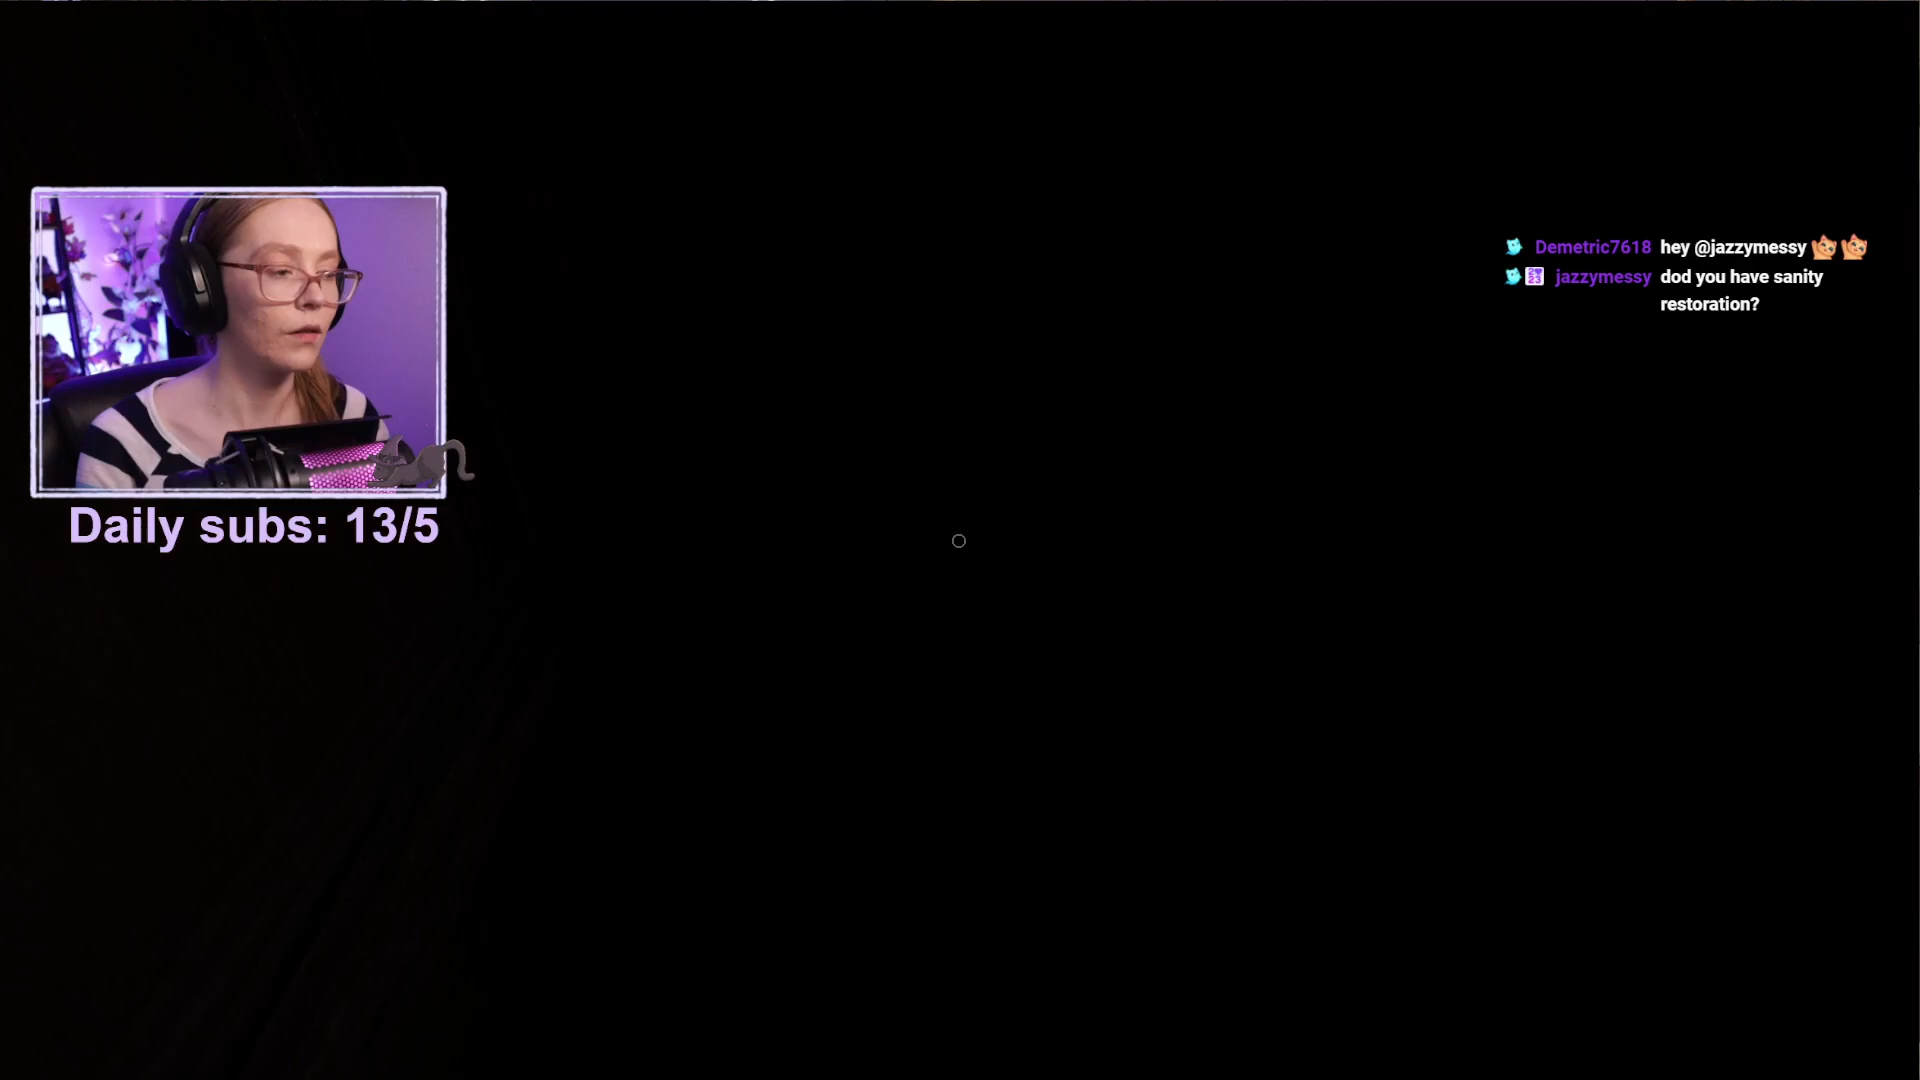 Demetric7618 hey @jazzymessy
jazzymessy dod you have sanity
restoration?
Daily subs: 13/5